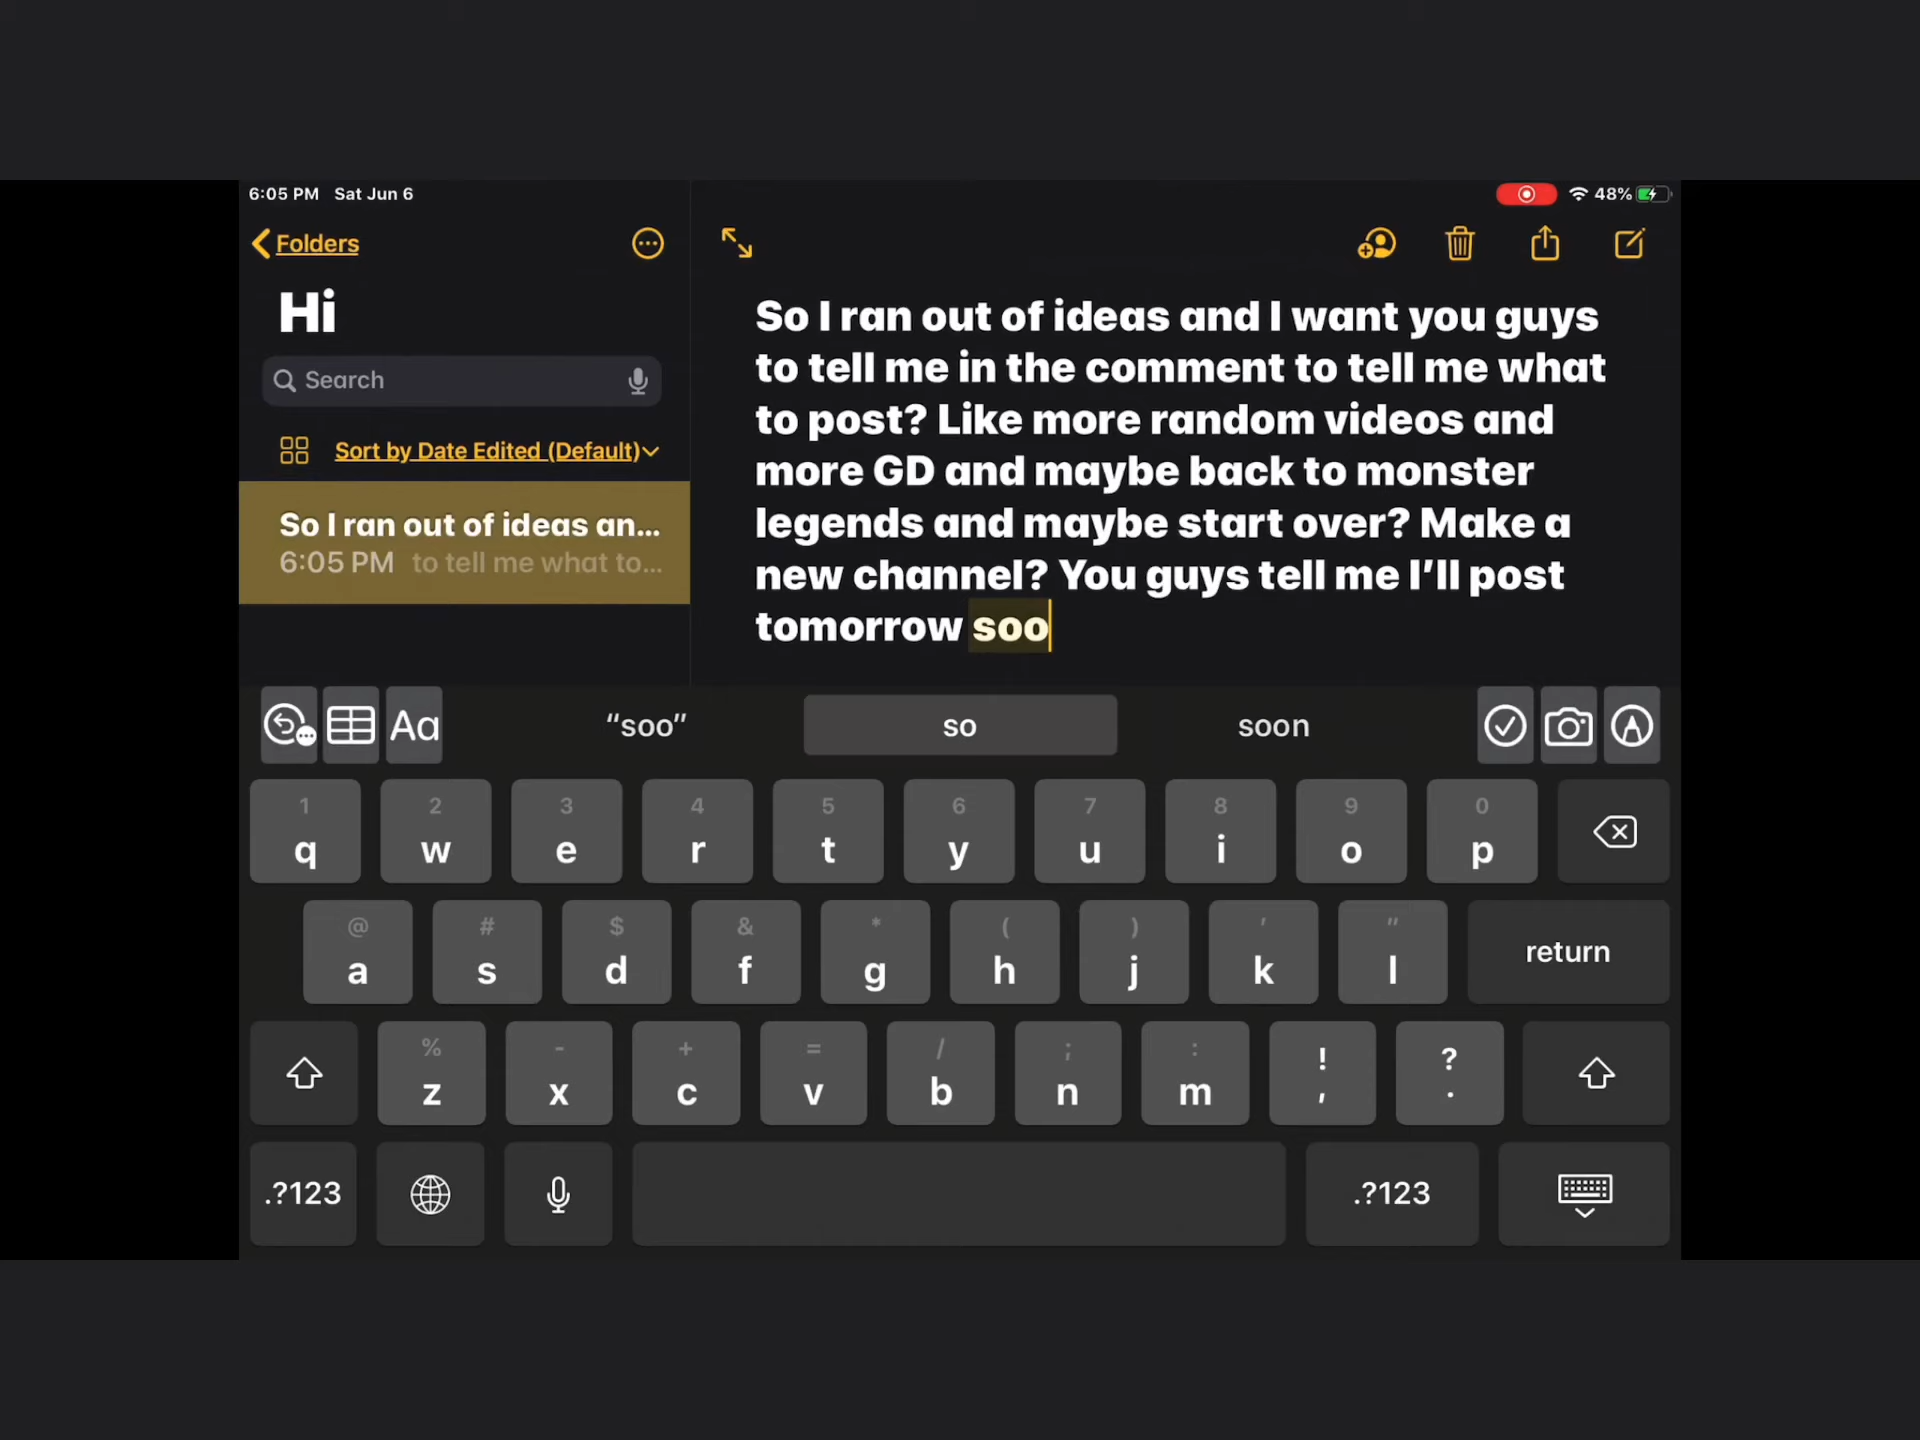 6:05 PM Sat Jun 6
48%
Folders
Hi
Search
Sort by Date Edited (Default)
So I ran out of ideas an...
6:05 PM to tell me what to...
So I ran out of ideas and I want you guys
to tell me in the comment to tell me what
to post? Like more random videos and
more GD and maybe back to monster
legends and maybe start over? Make a
new channel? You guys tell me I’ll post
tomorrow soo
Aa “soo” so soon
1 2 3 4 5 6 7 8 9 0
q w e r t y u i o p
@ # $ & * ( ) ' "
a s d f g h j k l return
% - + = / ; : ! ?
z x c v b n m , .
.?123 .?123